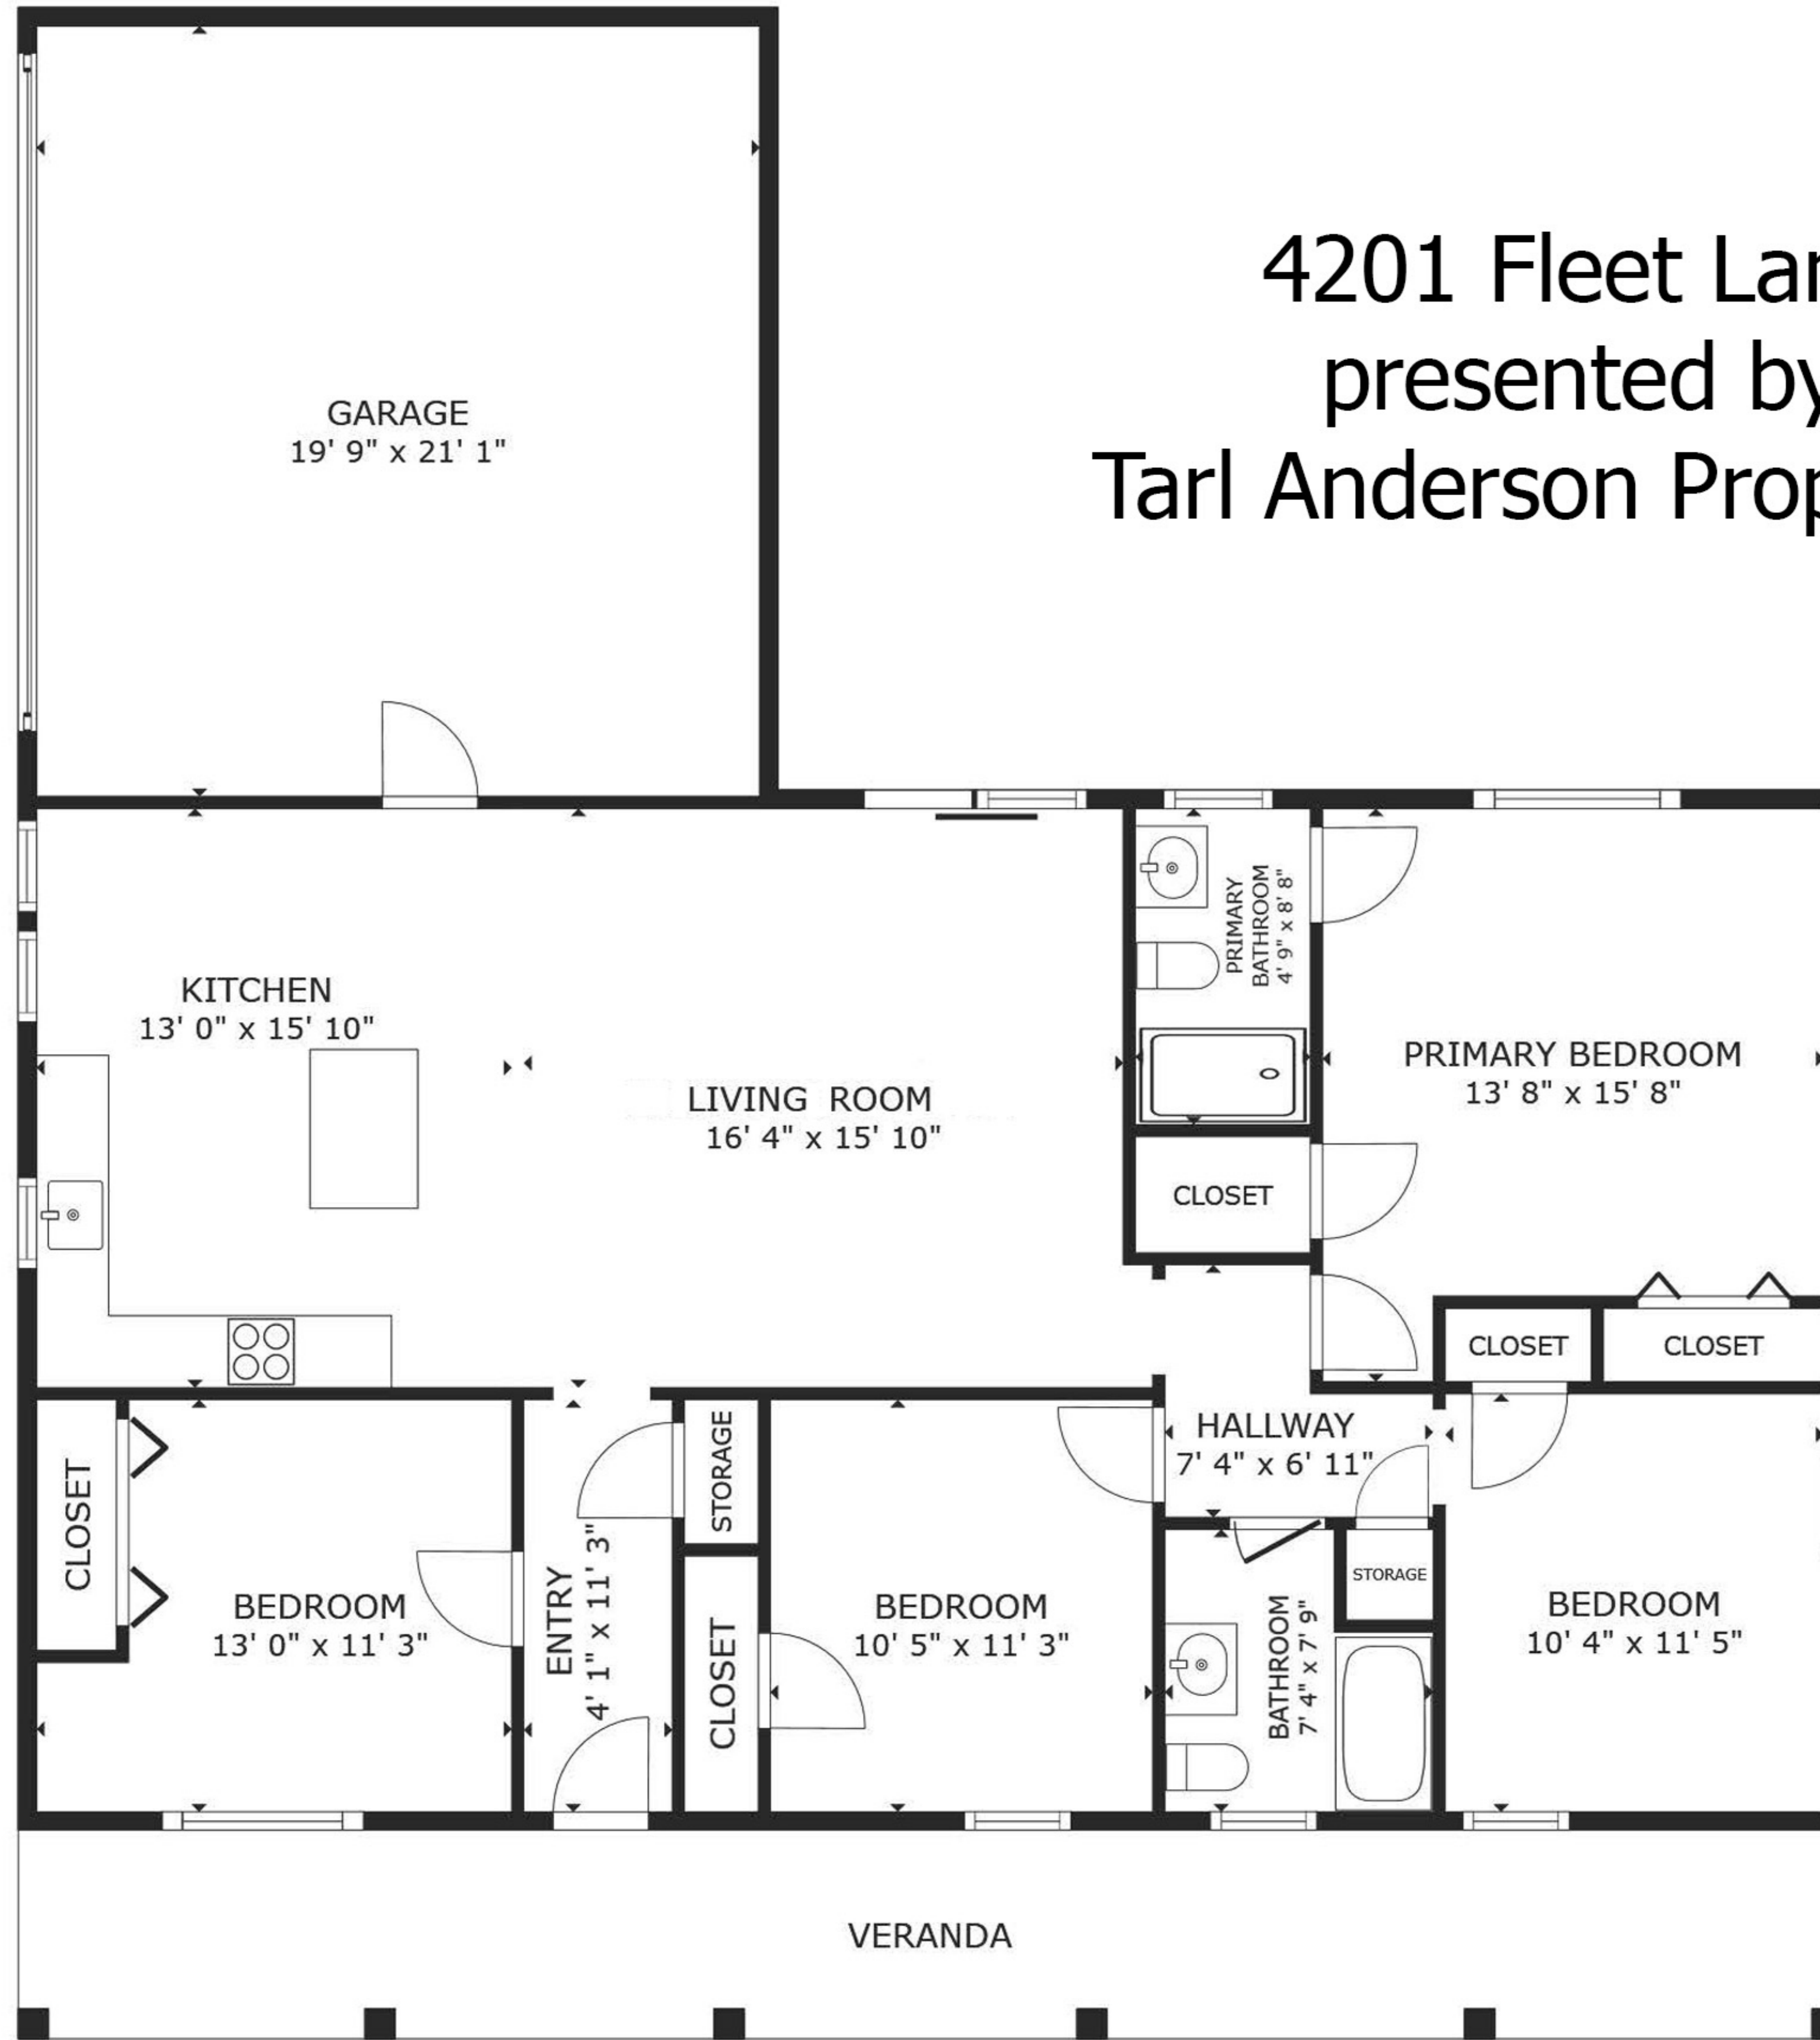 4201 Fleet Lan
presented by
Tarl Anderson Prop
GARAGE
19' 9" x 21' 1"
KITCHEN
13' 0" x 15' 10"
LIVING ROOM
16' 4" x 15' 10"
PRIMARY
BATHROOM
4' 9" x 8' 8"
PRIMARY BEDROOM
13' 8" x 15' 8"
CLOSET
CLOSET
CLOSET
HALLWAY
7' 4" x 6' 11"
CLOSET
BEDROOM
13' 0" x 11' 3"
ENTRY
4' 1" x 11' 3"
STORAGE
CLOSET
BEDROOM
10' 5" x 11' 3"
BATHROOM
7' 4" x 7' 9"
STORAGE
BEDROOM
10' 4" x 11' 5"
VERANDA